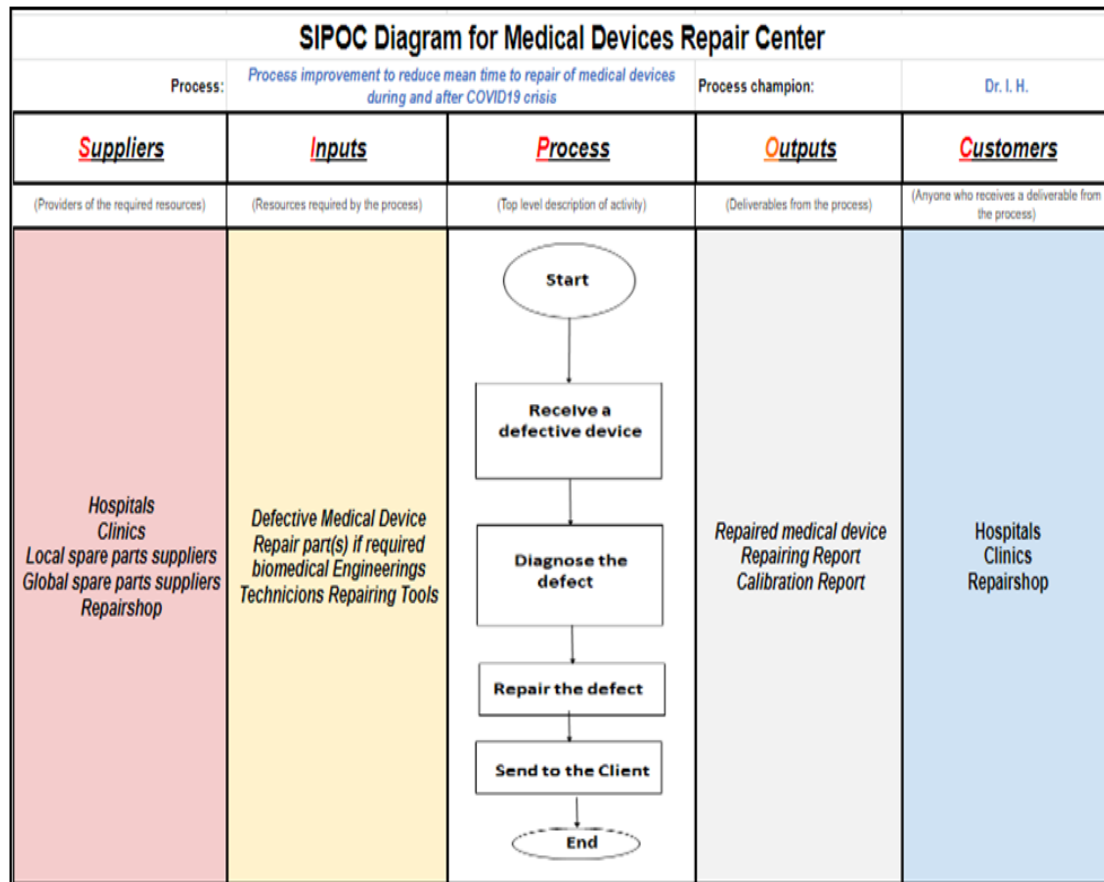 SIPOC Diagram for Medical Devices Repair Center
Process:
Process improvement to reduce mean time to repair of medical devices
during and after COVID19 crisis
Process champion:
Dr. I. H.
Suppliers
Inputs
Process
Outputs
Customers
(Providers of the required resources)
(Resources required by the process)
(Top level description of activity)
(Deliverables from the process)
(Anyone who receives a deliverable from
the process)
Hospitals
Clinics
Local spare parts suppliers
Global spare parts suppliers
Repairshop
Defective Medical Device
Repair part(s) if required
biomedical Engineerings
Technicions Repairing Tools
Start
Receive a
defective device
Diagnose the
defect
Repair the defect
Send to the Client
End
Repaired medical device
Repairing Report
Calibration Report
Hospitals
Clinics
Repairshop